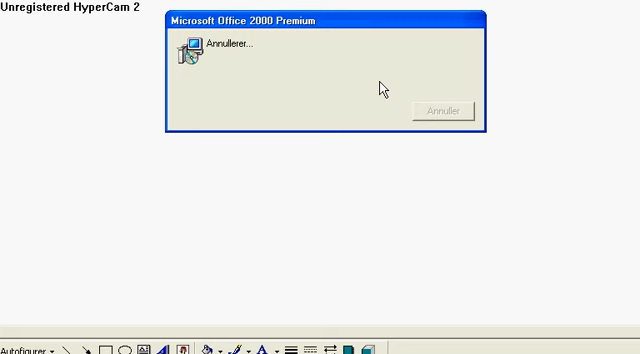 Unregistered HyperCam 2
Microsoft Office 2000 Premium
Annullerer...
Annuller
Autofigurer